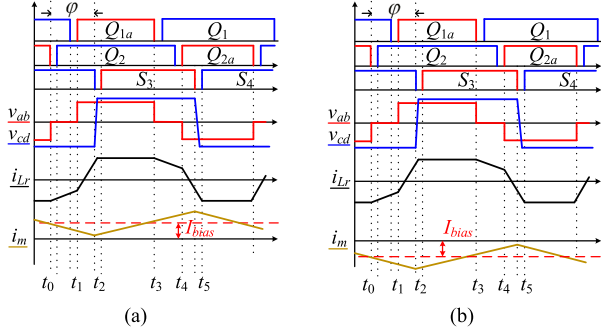 φ
Q1a Q1
Q2 Q2a
S3 S4
vab
vcd
iLr
im Ibias
t0 t1 t2 t3 t4 t5
(a)
φ
Q1a Q1
Q2 Q2a
S3 S4
vab
vcd
iLr
im Ibias
t0 t1 t2 t3 t4 t5
(b)